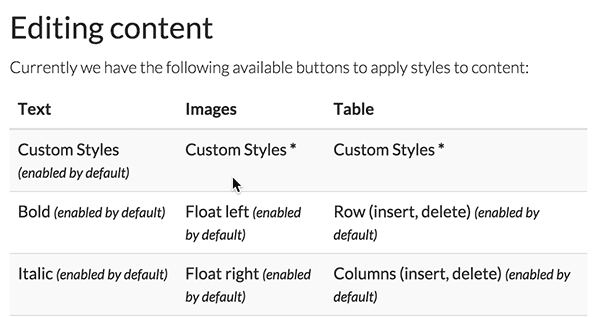 Editing content
Currently we have the following available buttons to apply styles to content:
Text Images Table
Custom Styles (enabled by default) Custom Styles * Custom Styles *
Bold (enabled by default) Float left (enabled by default) Row (insert, delete) (enabled by default)
Italic (enabled by default) Float right (enabled by default) Columns (insert, delete) (enabled by default)